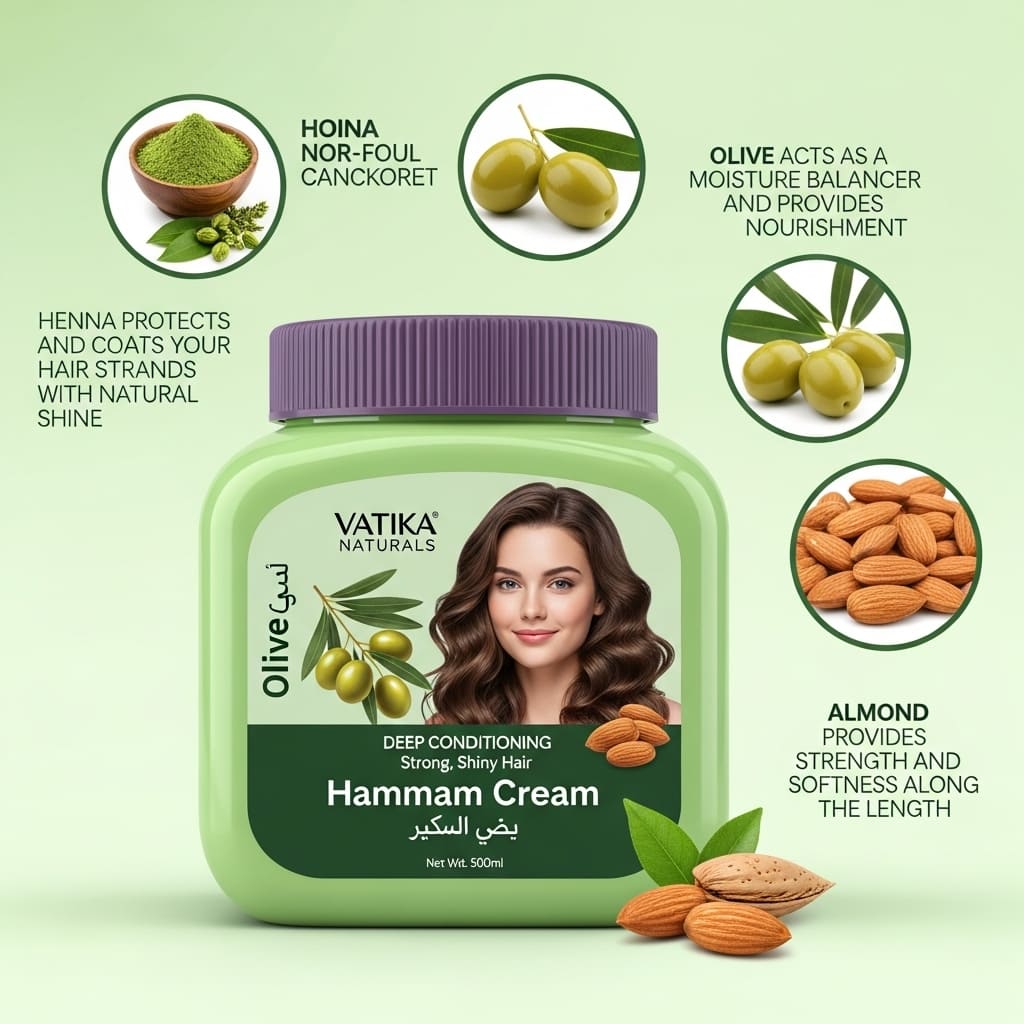 HOINA
NOR-FOUL
CANCKORET
OLIVE ACTS AS A
MOISTURE BALANCER
AND PROVIDES
NOURISHMENT
HENNA PROTECTS
AND COATS YOUR
HAIR STRANDS
WITH NATURAL
SHINE
VATIKA®
NATURALS
Olive
DEEP CONDITIONING
Strong, Shiny Hair
Hammam Cream
يضي السكير
Net Wt. 500ml
ALMOND
PROVIDES
STRENGTH AND
SOFTNESS ALONG
THE LENGTH